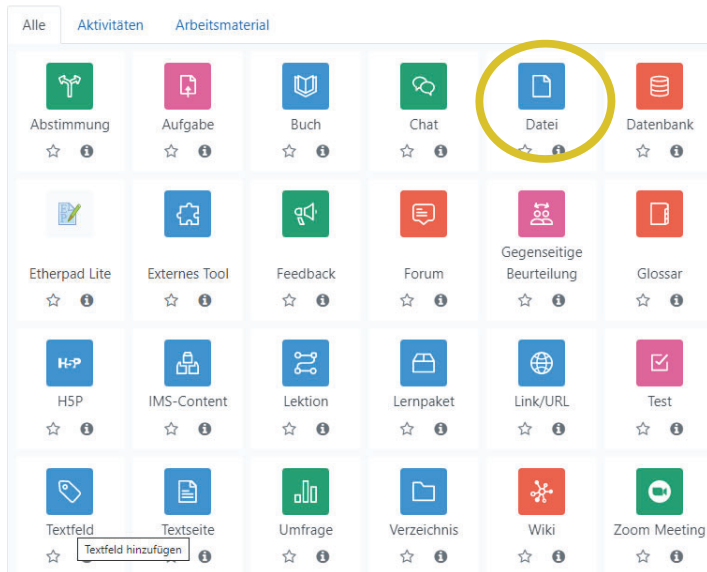 Alle Aktivitäten Arbeitsmaterial
Abstimmung Aufgabe Buch Chat Datei Datenbank
Gegenseitige
Etherpad Lite Externes Tool Feedback Forum Beurteilung Glossar
H5P
H5P IMS-Content Lektion Lernpaket Link/URL Test
Textfeld Textseite Umfrage Verzeichnis Wiki Zoom Meeting
Textfeld hinzufügen